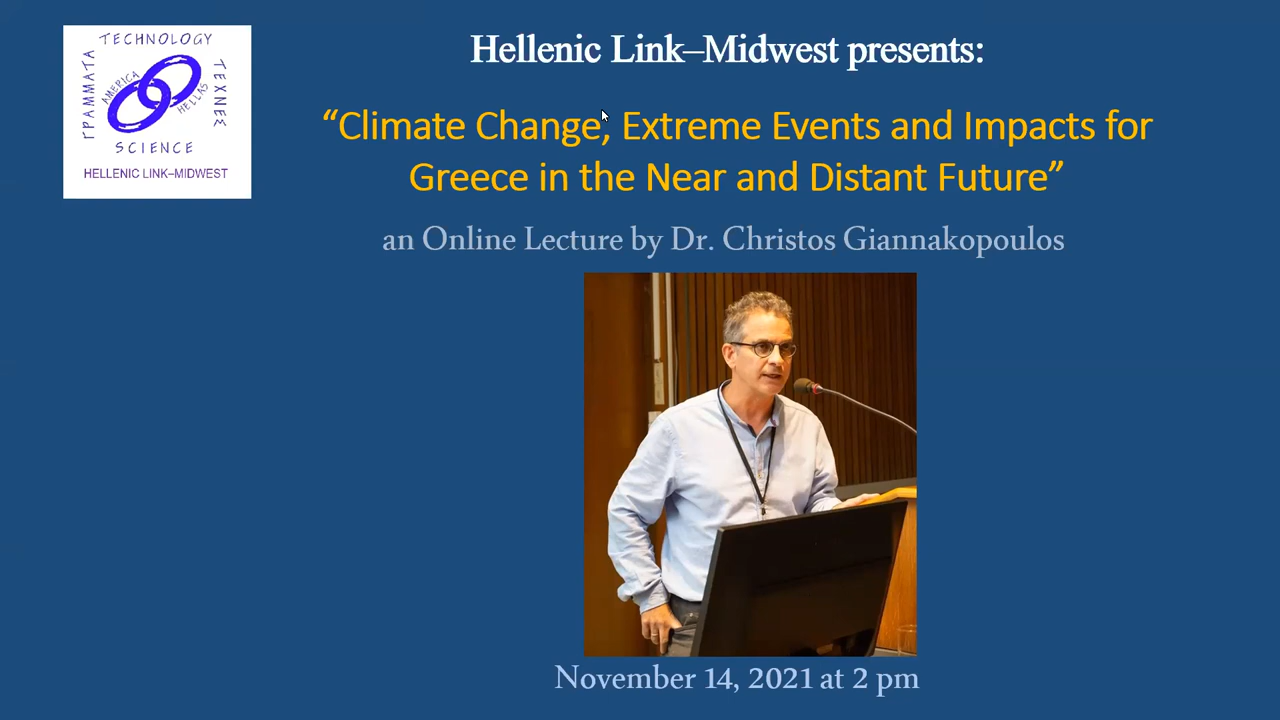 TECHNOLOGY
ΓΡΑΜΜΑΤΑ
AMERICA
HELLAS
ΤΕΧΝΕΣ
SCIENCE
HELLENIC LINK–MIDWEST
Hellenic Link–Midwest presents:
“Climate Change, Extreme Events and Impacts for
Greece in the Near and Distant Future”
an Online Lecture by Dr. Christos Giannakopoulos
November 14, 2021 at 2 pm